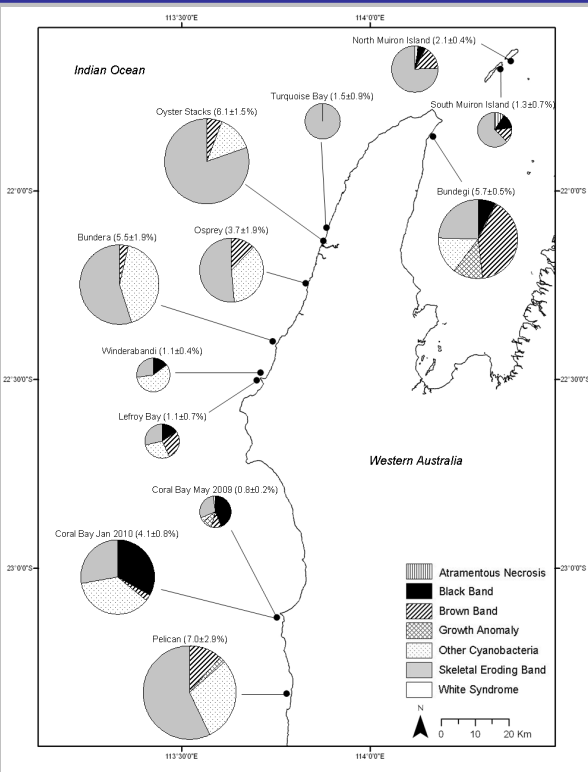 113°30'0"E
114°0'0"E
North Muiron Island (2.1±0.4%)
Indian Ocean
Turquoise Bay (1.5±0.9%)
South Muiron Island (1.3±0.7%)
Oyster Stacks (6.1±1.5%)
22°0'0"S
22°0'0"S
Bundegi (5.7±0.5%)
Osprey (3.7±1.9%)
Bundera (5.5±1.9%)
Winderabandi (1.1±0.4%)
22°30'0"S
22°30'0"S
Lefroy Bay (1.1±0.7%)
Western Australia
Coral Bay May 2009 (0.8±0.2%)
Coral Bay Jan 2010 (4.1±0.8%)
23°0'0"S
23°0'0"S
Atramentous Necrosis
Black Band
Brown Band
Growth Anomaly
Other Cyanobacteria
Skeletal Eroding Band
White Syndrome
Pelican (7.0±2.9%)
N
0 10 20 Km
113°30'0"E
114°0'0"E